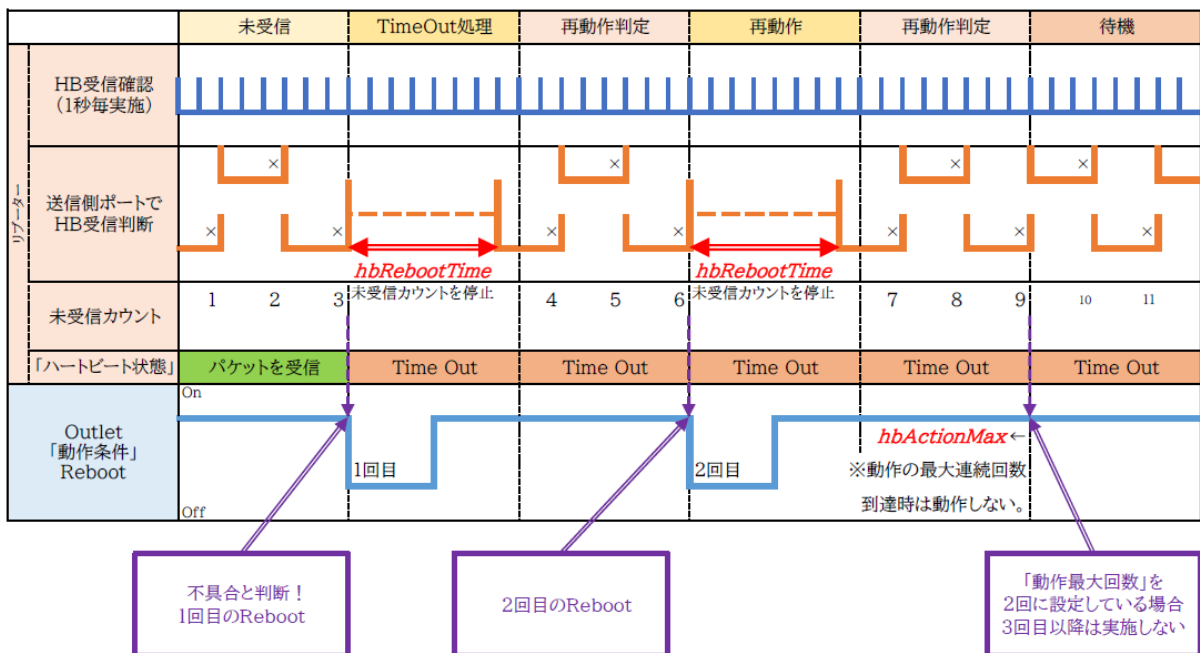 未受信 TimeOut処理 再動作判定 再動作 再動作判定 待機
リブーター
HB受信確認
(1秒毎実施)
送信側ポートで
HB受信判断
× × × × × × × × × × ×
hbRebootTime hbRebootTime
未受信カウントを停止 未受信カウントを停止
未受信カウント
1 2 3 4 5 6 7 8 9 10 11
「ハートビート状態」 パケットを受信 Time Out Time Out Time Out Time Out Time Out
Outlet
「動作条件」
Reboot
On
Off
1回目
2回目
hbActionMax←
※動作の最大連続回数
到達時は動作しない。
不具合と判断！
1回目のReboot
2回目のReboot
「動作最大回数」を
2回に設定している場合
3回目以降は実施しない